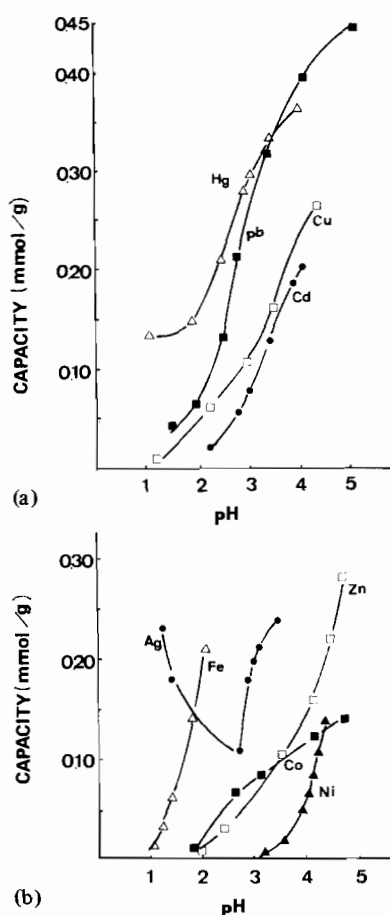 045
040
030
020
010
CAPACITY (mmol/g)
Hg
pb
Cu
Cd
1 2 3 4 5
pH
(a)
030
020
010
CAPACITY (mmol/g)
Ag
Fe
Zn
Co
Ni
1 2 3 4 5
pH
(b)